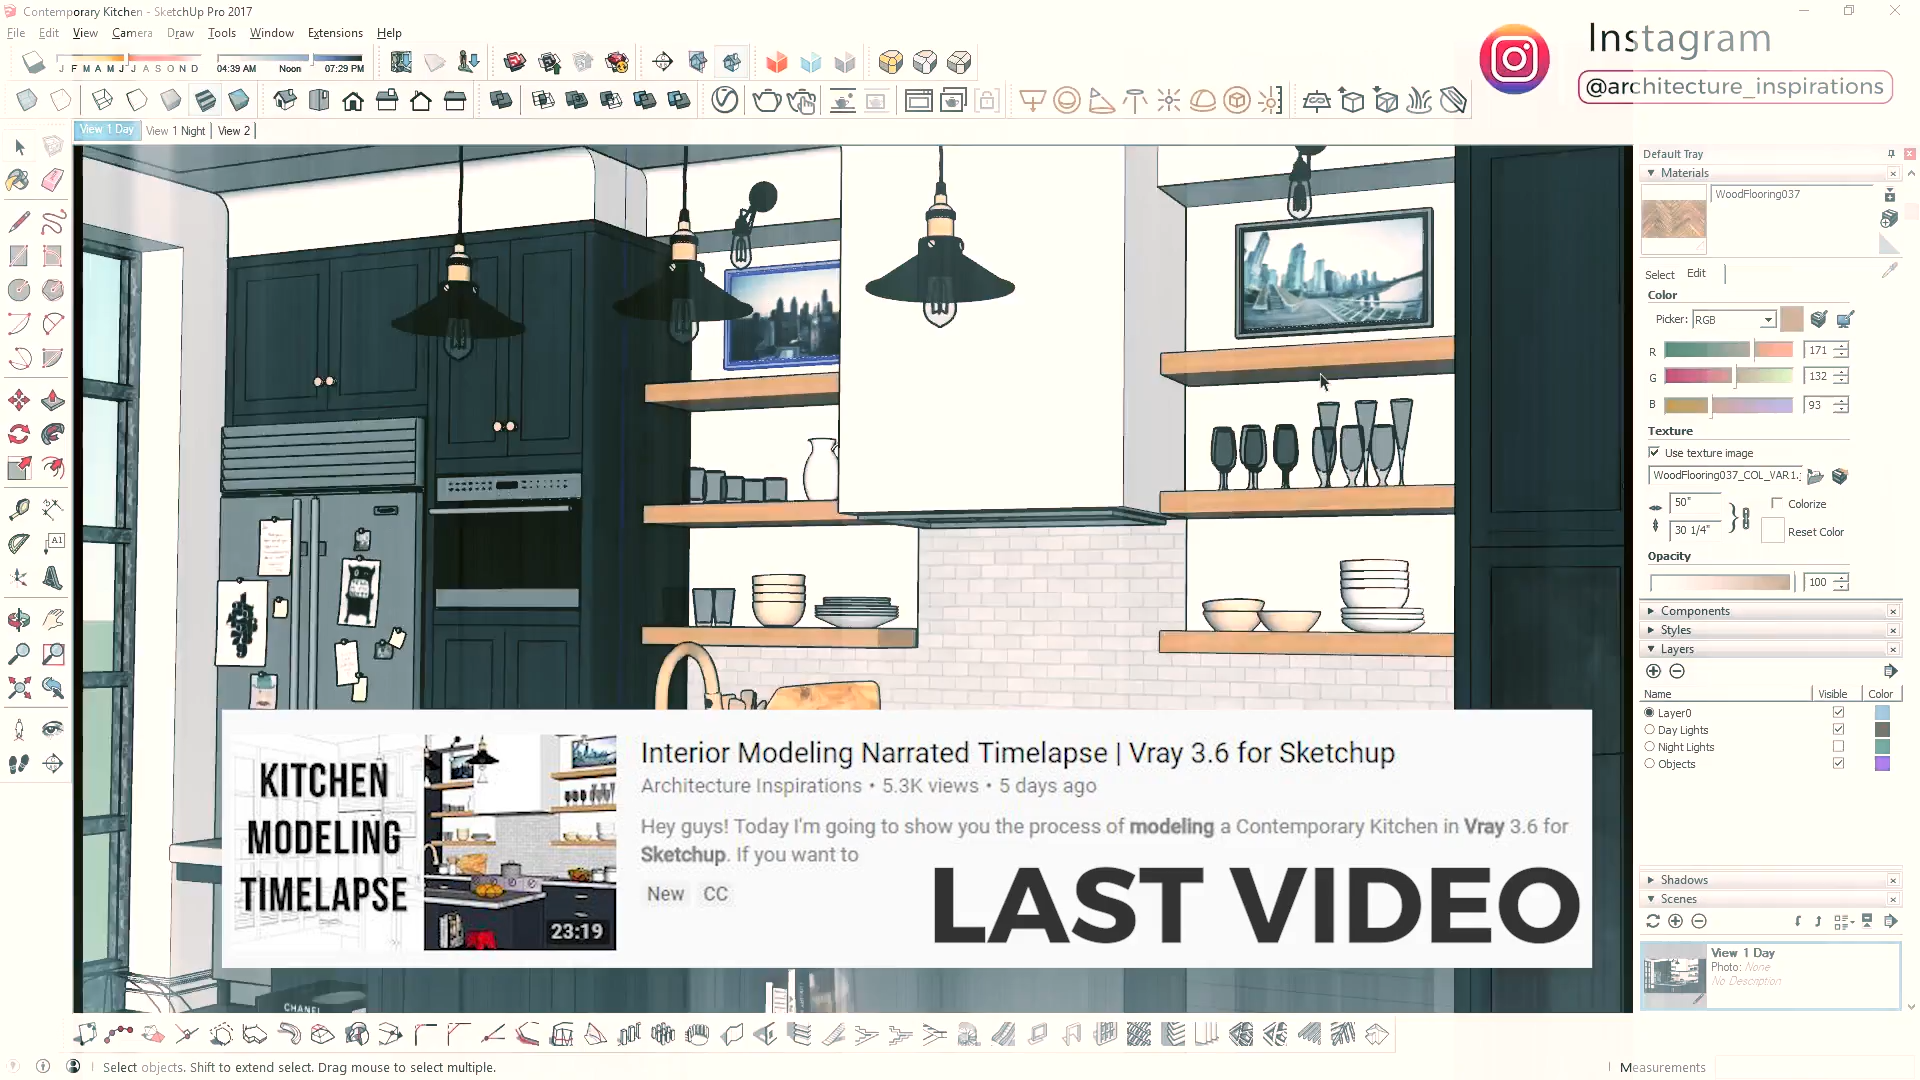 Contemporary Kitchen - SketchUp Pro 2017
File Edit View Camera Draw Tools Window Extensions Help
Instagram
@architecture_inspirations
J F M A M J J A S O N D
04:39 AM Noon 07:29 PM
View 1 Day View 1 Night View 2
Default Tray
Materials
WoodFlooring037
Select Edit
Color
Picker: RGB
R 171
G 132
B 93
Texture
Use texture image
WoodFlooring037_COL_VAR1.
50"
Colorize
30 1/4"
Reset Color
Opacity
100
Components
Styles
Layers
Name Visible Color
Layer0
Day Lights
Night Lights
Objects
Shadows
Scenes
View 1 Day
Photo: None
No Description
KITCHEN
MODELING
TIMELAPSE
23:19
Interior Modeling Narrated Timelapse | Vray 3.6 for Sketchup
Architecture Inspirations • 5.3K views • 5 days ago
Hey guys! Today I'm going to show you the process of modeling a Contemporary Kitchen in Vray 3.6 for
Sketchup. If you want to
New CC
LAST VIDEO
CHANEL
Select objects. Shift to extend select. Drag mouse to select multiple.
Measurements